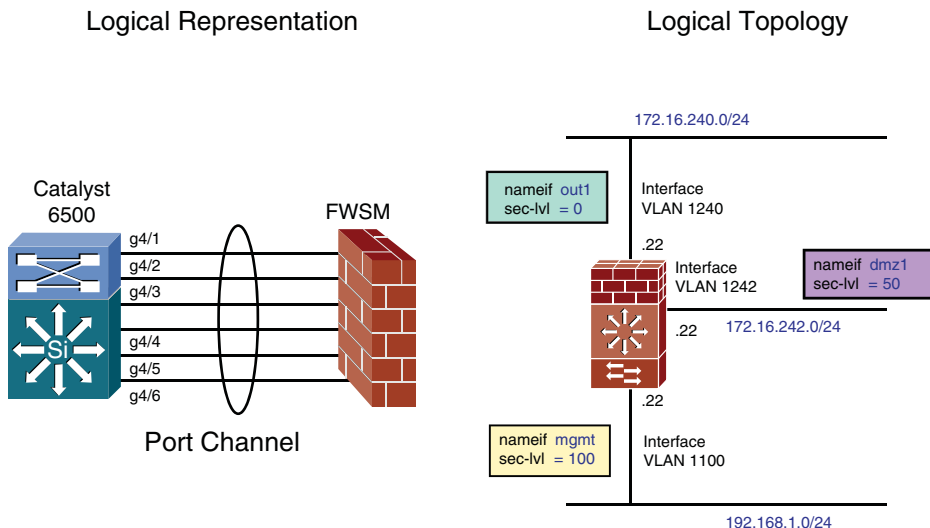 Logical Representation
Catalyst
6500
FWSM
g4/1
g4/2
g4/3
g4/4
g4/5
g4/6
Si
Port Channel
Logical Topology
172.16.240.0/24
nameif out1
sec-lvl = 0
Interface
VLAN 1240
.22
Interface
VLAN 1242
nameif dmz1
sec-lvl = 50
.22
172.16.242.0/24
.22
nameif mgmt
sec-lvl = 100
Interface
VLAN 1100
192.168.1.0/24